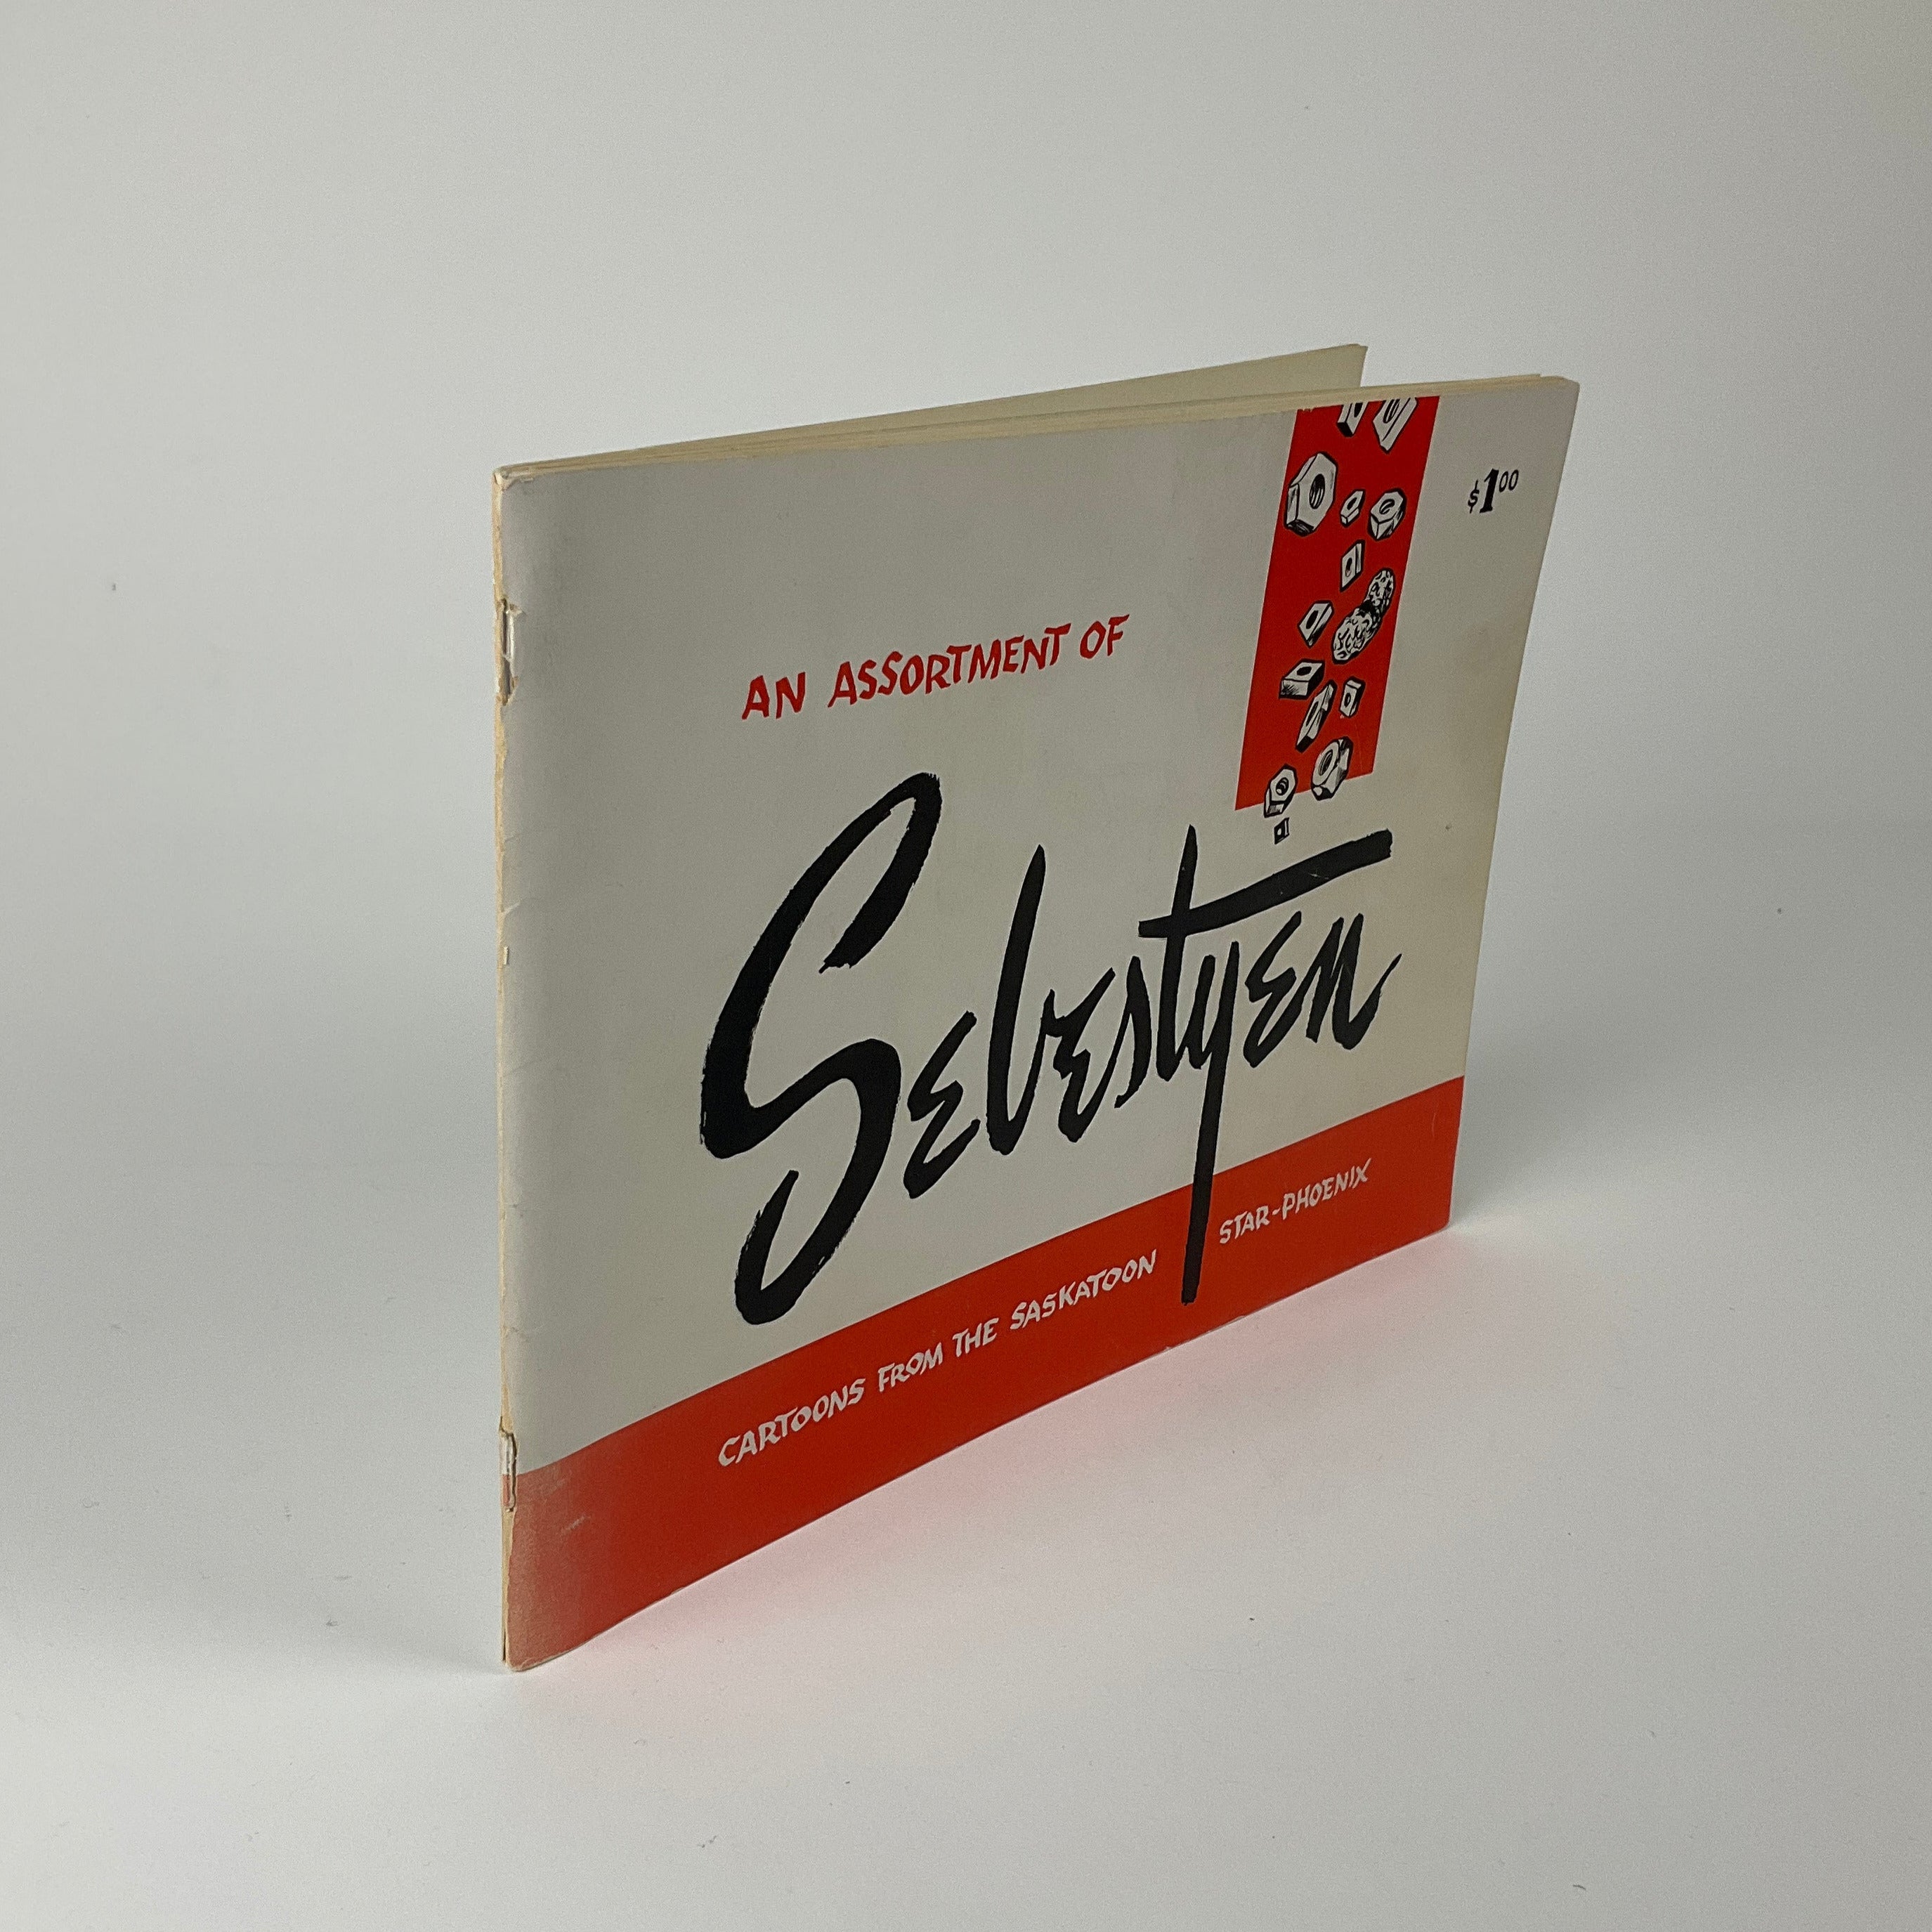 $1.00
AN ASSORTMENT OF
Sebestyen
CARTOONS FROM THE SASKATOON STAR-PHOENIX